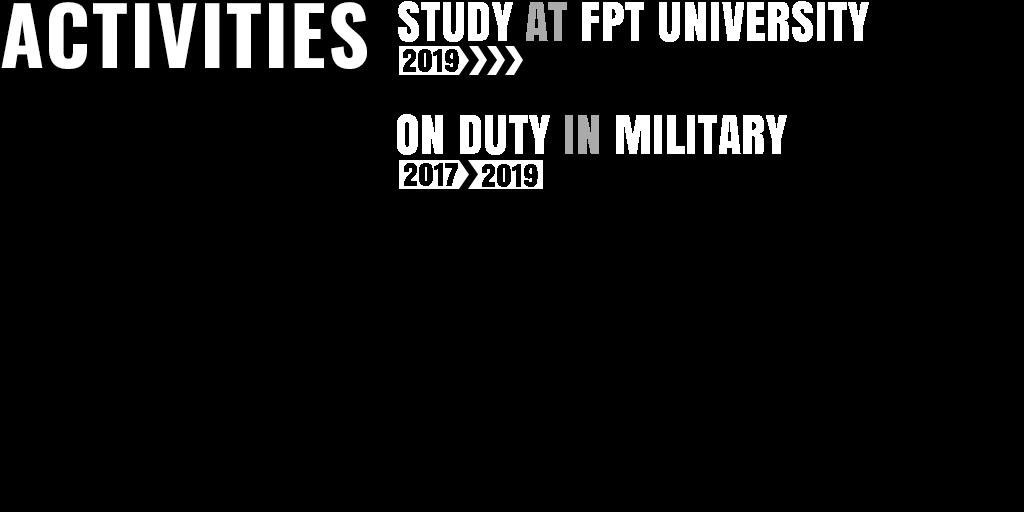 ACTIVITIES
STUDY AT FPT UNIVERSITY
2019
ON DUTY IN MILITARY
2017 2019